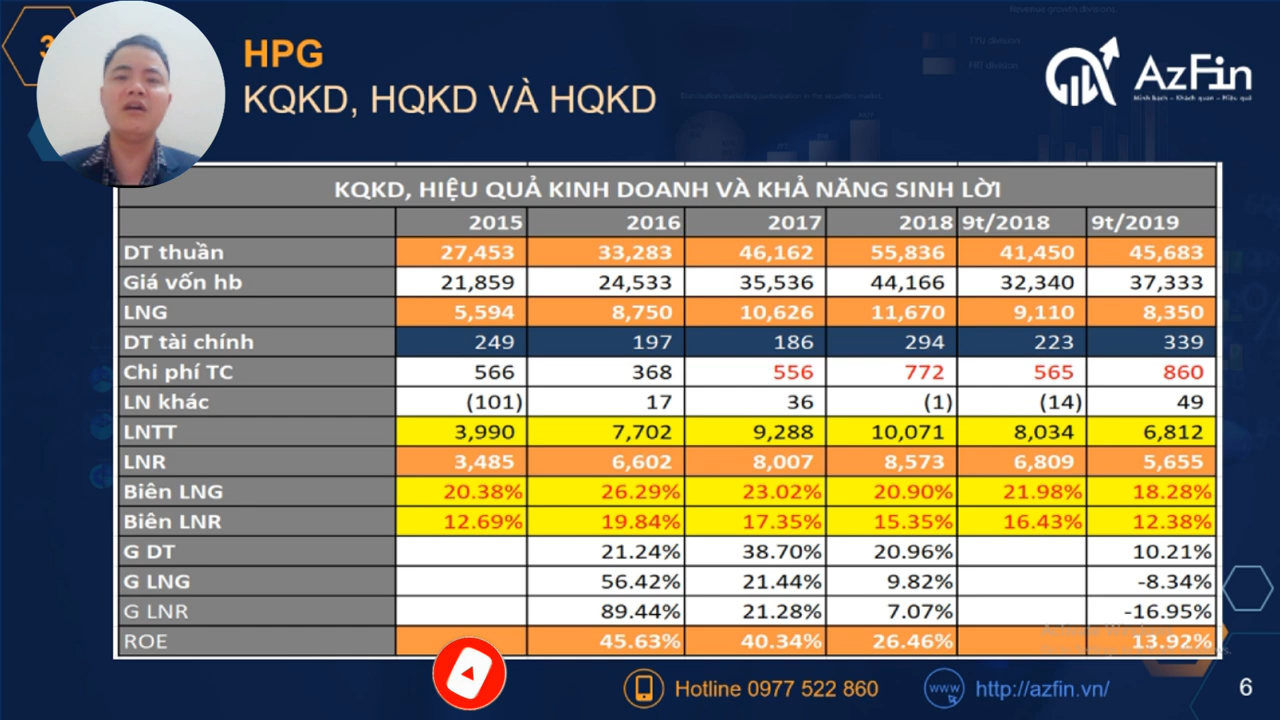 3
HPG
KQKD, HQKD VÀ HQKD
Revenue growth divisions.
AzFin
Minh bạch - Khách quan - Hiệu quả
KQKD, HIỆU QUẢ KINH DOANH VÀ KHẢ NĂNG SINH LỜI
2015 2016 2017 2018 9t/2018 9t/2019
DT thuần 27,453 33,283 46,162 55,836 41,450 45,683
Giá vốn hb 21,859 24,533 35,536 44,166 32,340 37,333
LNG 5,594 8,750 10,626 11,670 9,110 8,350
DT tài chính 249 197 186 294 223 339
Chi phí TC 566 368 556 772 565 860
LN khác (101) 17 36 (1) (14) 49
LNTT 3,990 7,702 9,288 10,071 8,034 6,812
LNR 3,485 6,602 8,007 8,573 6,809 5,655
Biên LNG 20.38% 26.29% 23.02% 20.90% 21.98% 18.28%
Biên LNR 12.69% 19.84% 17.35% 15.35% 16.43% 12.38%
G DT 21.24% 38.70% 20.96% 10.21%
G LNG 56.42% 21.44% 9.82% -8.34%
G LNR 89.44% 21.28% 7.07% -16.95%
ROE 45.63% 40.34% 26.46% 13.92%
Hotline 0977 522 860
www
http://azfin.vn/
6